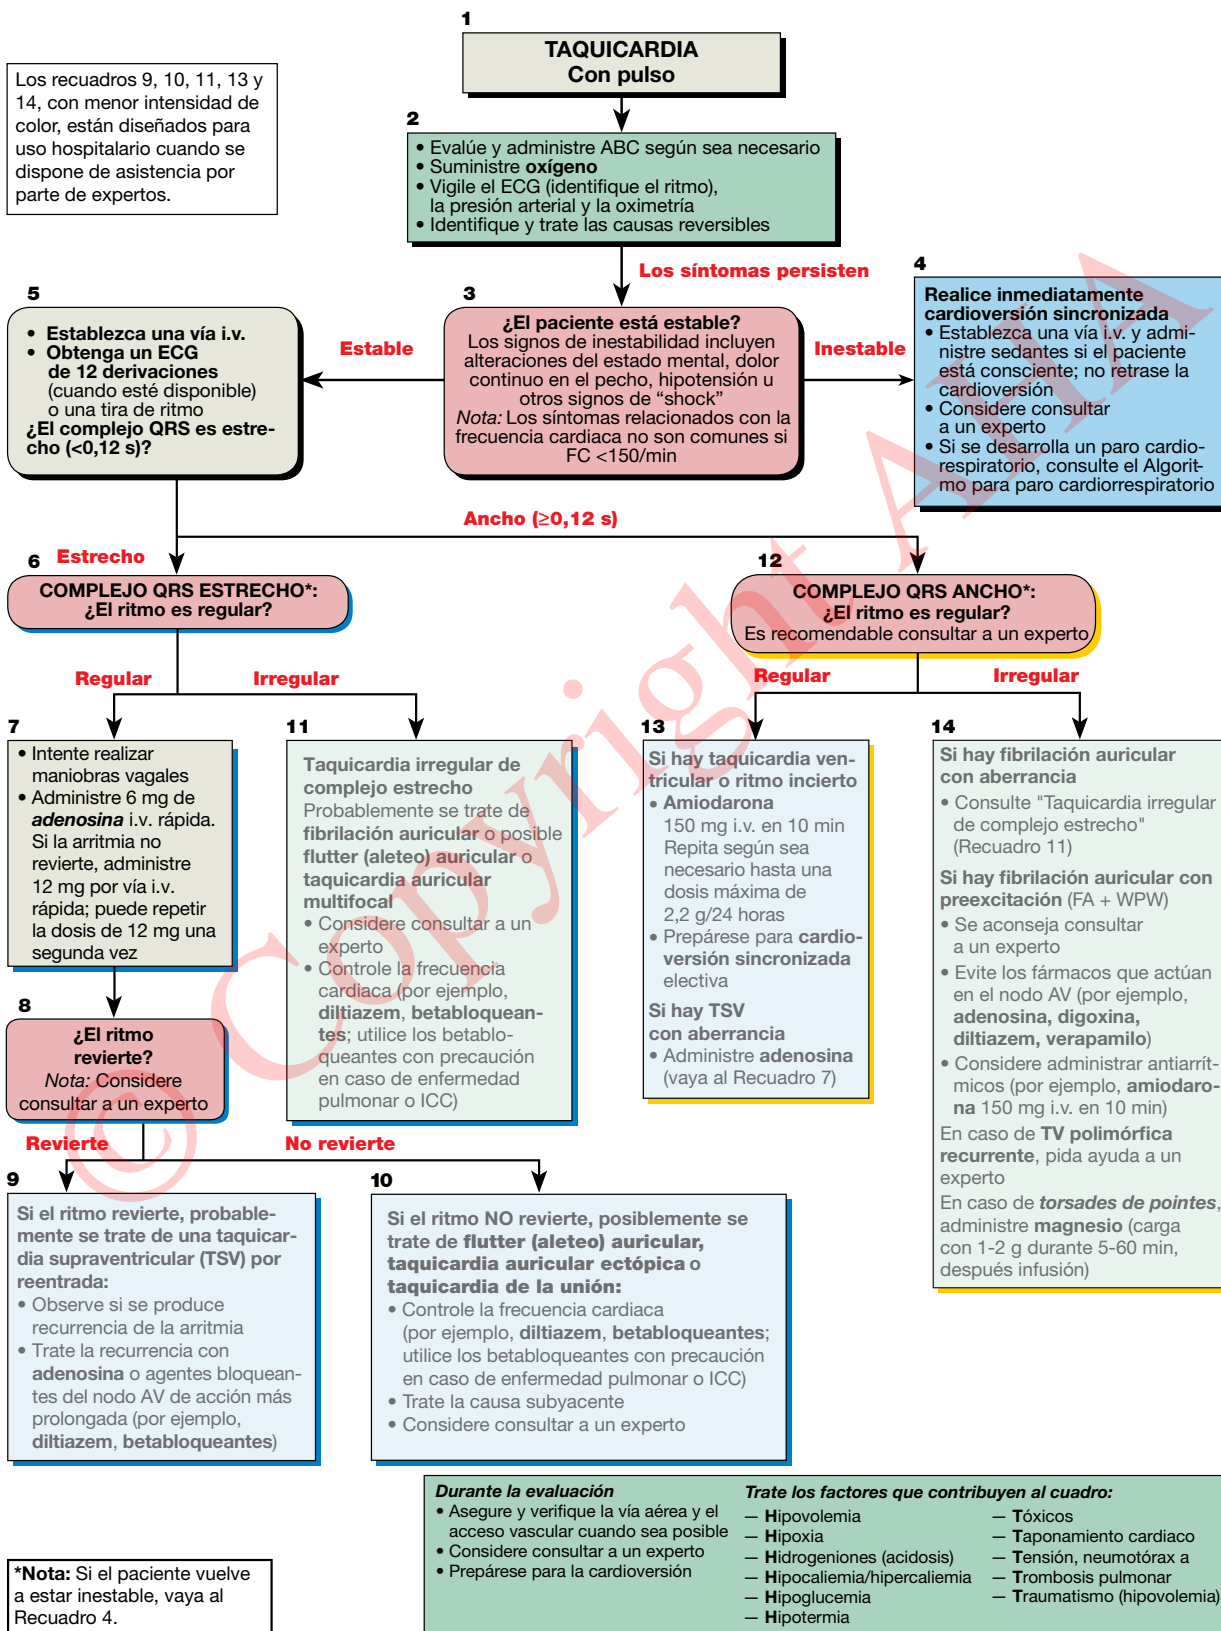 1
TAQUICARDIA
Con pulso
Los recuadros 9, 10, 11, 13 y
14, con menor intensidad de
color, están diseñados para
uso hospitalario cuando se
dispone de asistencia por
parte de expertos.
2
• Evalúe y administre ABC según sea necesario
• Suministre oxígeno
• Vigile el ECG (identifique el ritmo),
la presión arterial y la oximetría
• Identifique y trate las causas reversibles
Los síntomas persisten
3
¿El paciente está estable?
Los signos de inestabilidad incluyen
alteraciones del estado mental, dolor
continuo en el pecho, hipotensión u
otros signos de “shock”
Nota: Los síntomas relacionados con la
frecuencia cardiaca no son comunes si
FC <150/min
Estable
Inestable
4
Realice inmediatamente
cardioversión sincronizada
• Establezca una vía i.v. y admi-
nistre sedantes si el paciente
está consciente; no retrase la
cardioversión
• Considere consultar
a un experto
• Si se desarrolla un paro cardio-
respiratorio, consulte el Algorit-
mo para paro cardiorrespiratorio
5
• Establezca una vía i.v.
• Obtenga un ECG
de 12 derivaciones
(cuando esté disponible)
o una tira de ritmo
¿El complejo QRS es estre-
cho (<0,12 s)?
Ancho (≥0,12 s)
Estrecho
6
COMPLEJO QRS ESTRECHO*:
¿El ritmo es regular?
12
COMPLEJO QRS ANCHO*:
¿El ritmo es regular?
Es recomendable consultar a un experto
Regular
Irregular
Regular
Irregular
7
• Intente realizar
maniobras vagales
• Administre 6 mg de
adenosina i.v. rápida.
Si la arritmia no
revierte, administre
12 mg por vía i.v.
rápida; puede repetir
la dosis de 12 mg una
segunda vez
11
Taquicardia irregular de
complejo estrecho
Probablemente se trate de
fibrilación auricular o posible
flutter (aleteo) auricular o
taquicardia auricular
multifocal
• Considere consultar a un
experto
• Controle la frecuencia
cardiaca (por ejemplo,
diltiazem, betabloquean-
tes; utilice los betablo-
queantes con precaución
en caso de enfermedad
pulmonar o ICC)
13
Si hay taquicardia ven-
tricular o ritmo incierto
• Amiodarona
150 mg i.v. en 10 min
Repita según sea
necesario hasta una
dosis máxima de
2,2 g/24 horas
• Prepárese para cardio-
versión sincronizada
electiva
Si hay TSV
con aberrancia
• Administre adenosina
(vaya al Recuadro 7)
14
Si hay fibrilación auricular
con aberrancia
• Consulte "Taquicardia irregular
de complejo estrecho"
(Recuadro 11)
Si hay fibrilación auricular con
preexcitación (FA + WPW)
• Se aconseja consultar
a un experto
• Evite los fármacos que actúan
en el nodo AV (por ejemplo,
adenosina, digoxina,
diltiazem, verapamilo)
• Considere administrar antiarrít-
micos (por ejemplo, amiodaro-
na 150 mg i.v. en 10 min)
En caso de TV polimórfica
recurrente, pida ayuda a un
experto
En caso de torsades de pointes,
administre magnesio (carga
con 1-2 g durante 5-60 min,
después infusión)
8
¿El ritmo
revierte?
Nota: Considere
consultar a un experto
Revierte
No revierte
9
Si el ritmo revierte, probable-
mente se trate de una taquicar-
dia supraventricular (TSV) por
reentrada:
• Observe si se produce
recurrencia de la arritmia
• Trate la recurrencia con
adenosina o agentes bloquean-
tes del nodo AV de acción más
prolongada (por ejemplo,
diltiazem, betabloqueantes)
10
Si el ritmo NO revierte, posiblemente se
trate de flutter (aleteo) auricular,
taquicardia auricular ectópica o
taquicardia de la unión:
• Controle la frecuencia cardiaca
(por ejemplo, diltiazem, betabloqueantes;
utilice los betabloqueantes con precaución
en caso de enfermedad pulmonar o ICC)
• Trate la causa subyacente
• Considere consultar a un experto
Durante la evaluación
• Asegure y verifique la vía aérea y el
acceso vascular cuando sea posible
• Considere consultar a un experto
• Prepárese para la cardioversión
Trate los factores que contribuyen al cuadro:
— Hipovolemia
— Hipoxia
— Hidrogeniones (acidosis)
— Hipocaliemia/hipercaliemia
— Hipoglucemia
— Hipotermia
— Tóxicos
— Taponamiento cardiaco
— Tensión, neumotórax a
— Trombosis pulmonar
— Traumatismo (hipovolemia)
*Nota: Si el paciente vuelve
a estar inestable, vaya al
Recuadro 4.
© Copyright AHA